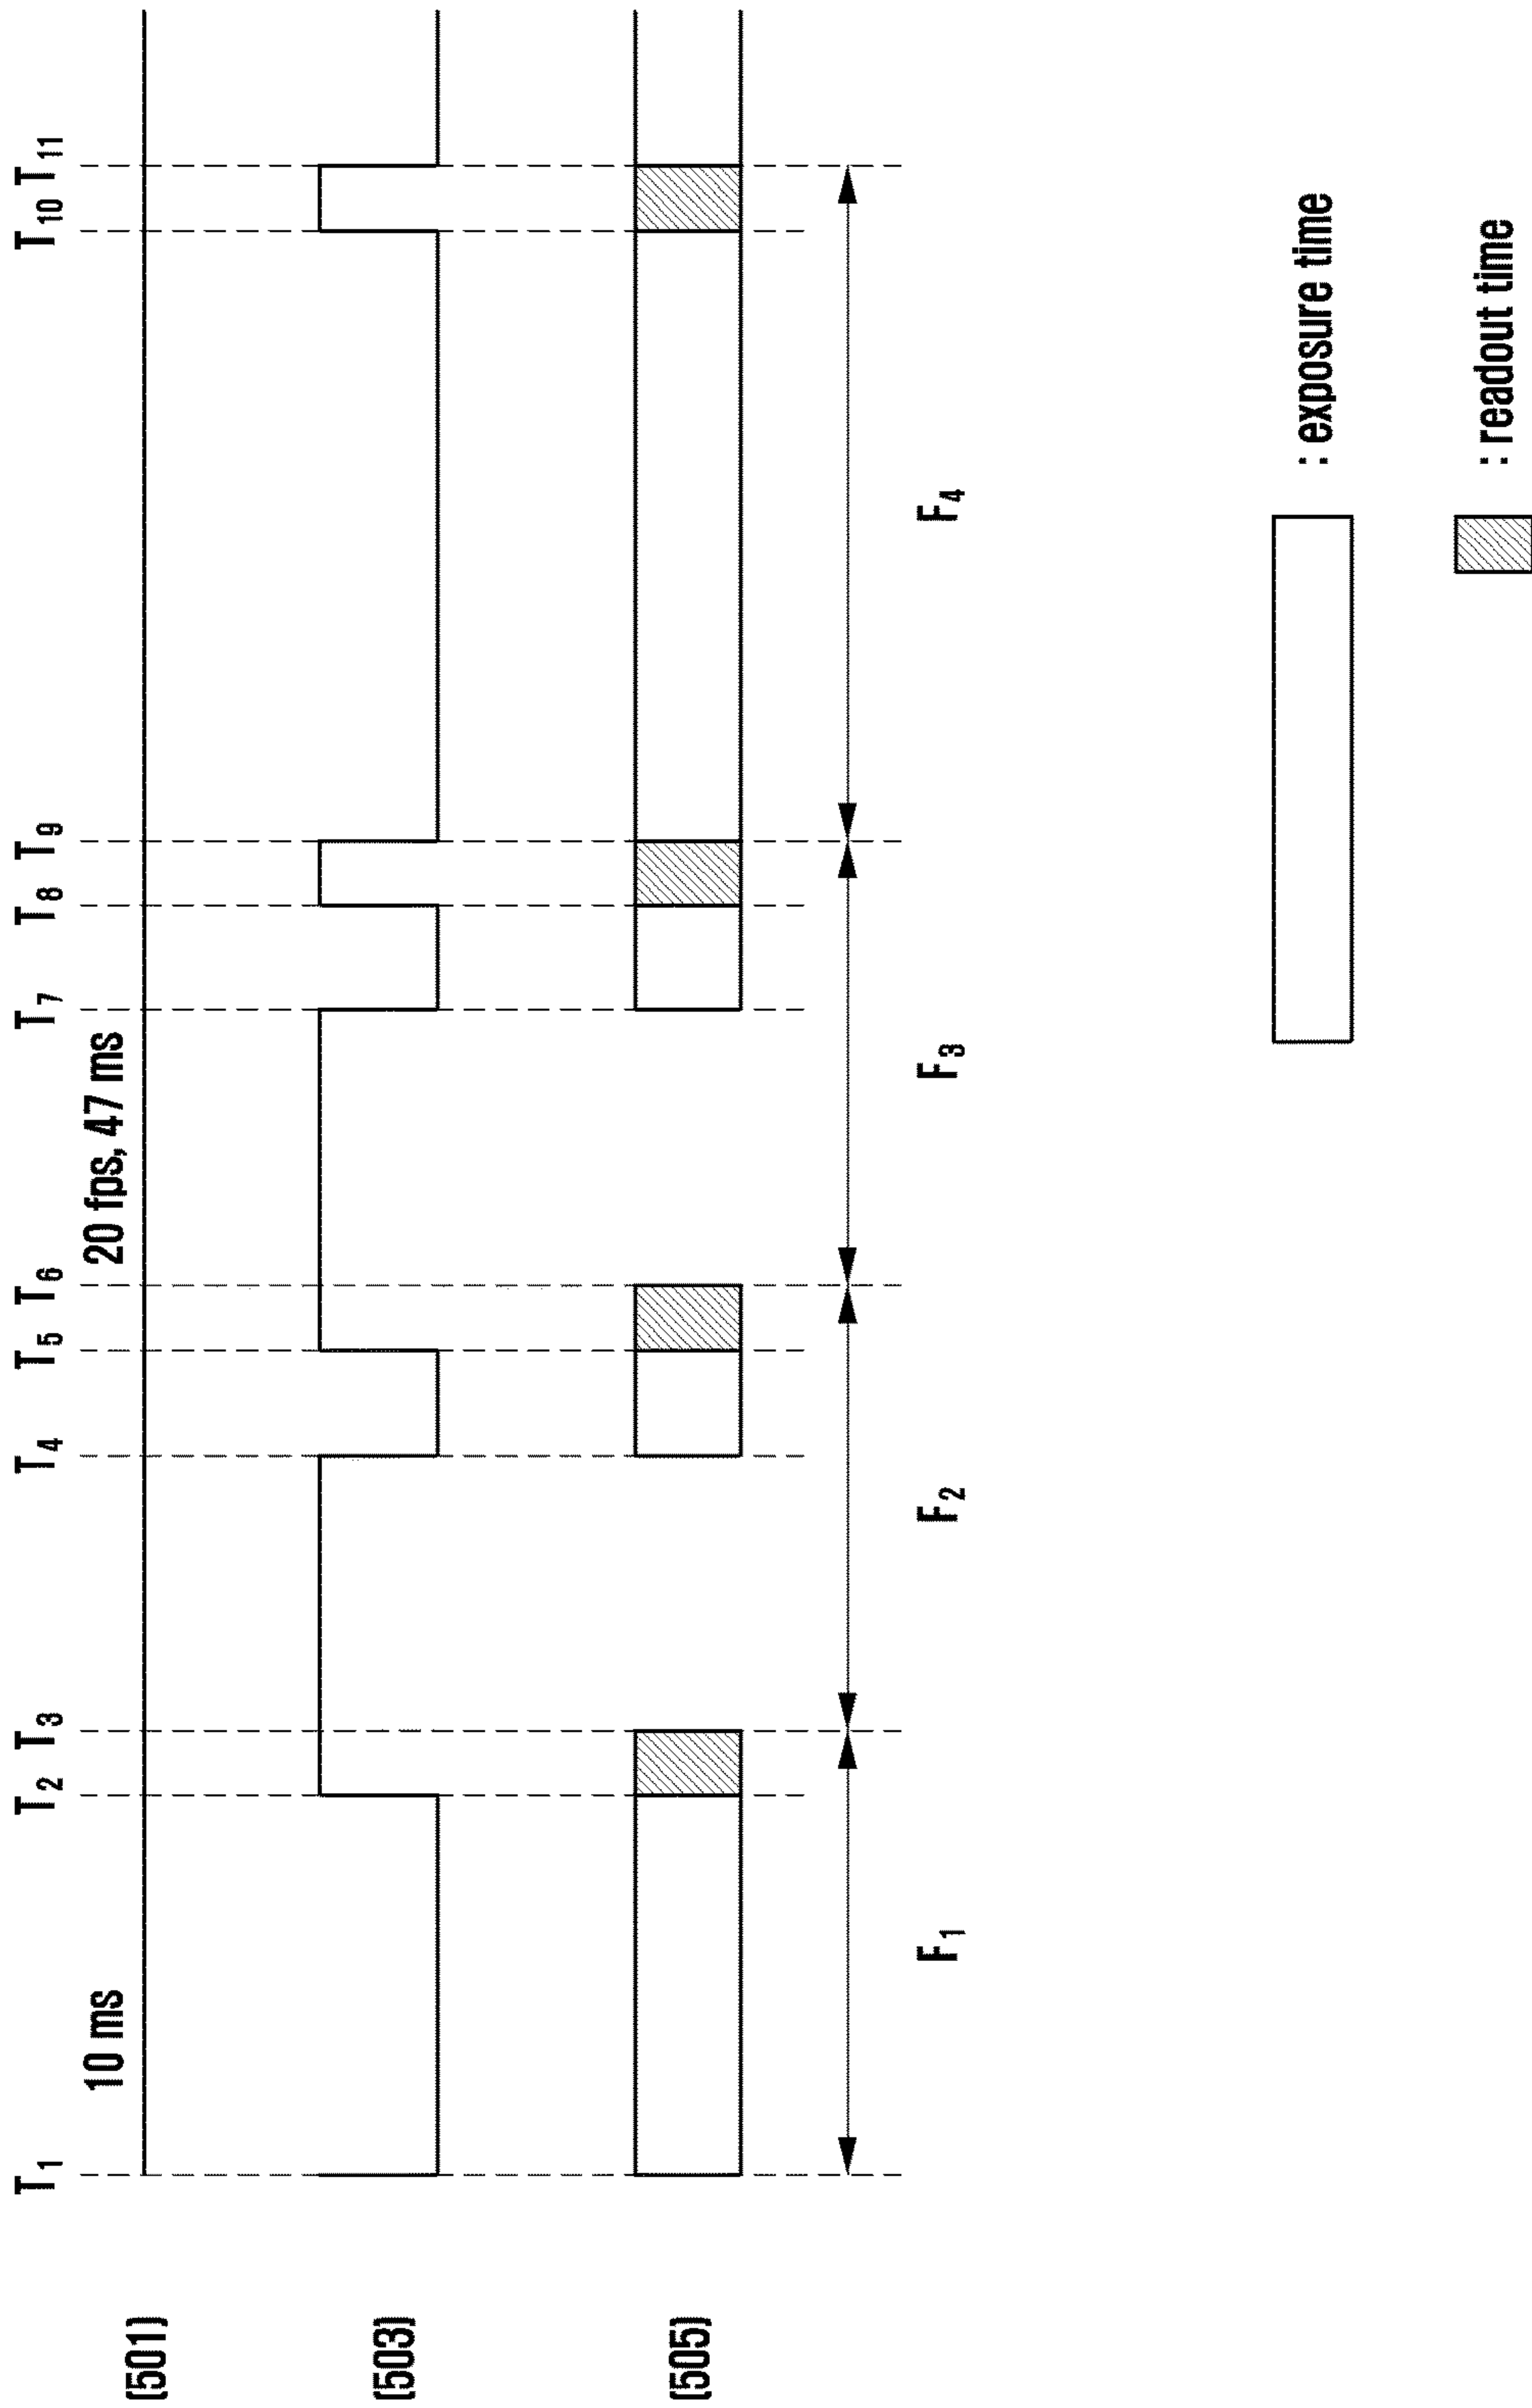 T1 T2 T3 T4 T5 T6 T7 T8 T9 T10 T11
10 ms 20 fps, 47 ms
(501)
(503)
(505)
F1 F2 F3 F4
: exposure time
: readout time